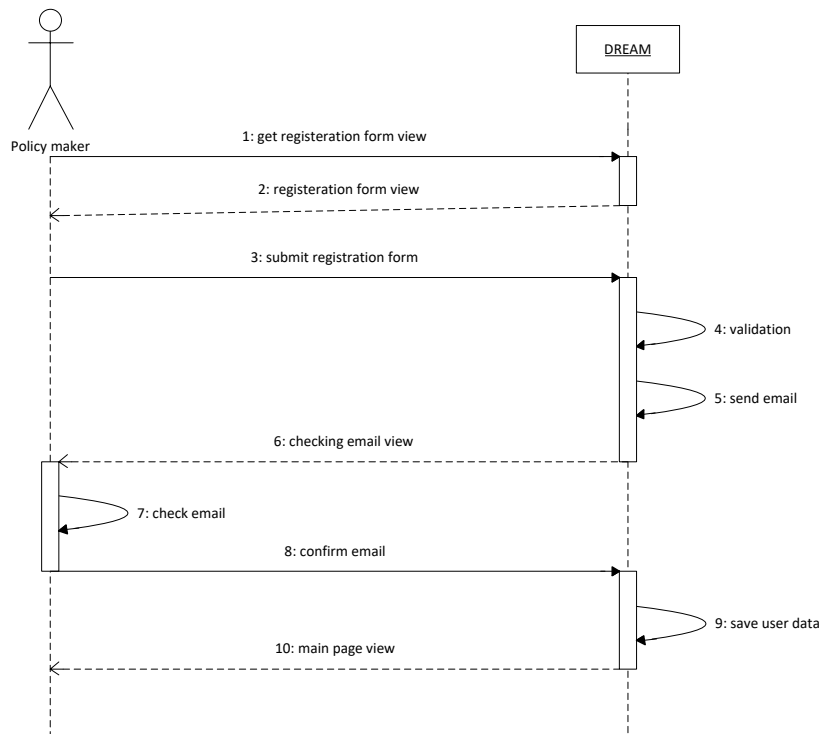 DREAM
Policy maker
1: get registeration form view
2: registeration form view
3: submit registration form
4: validation
5: send email
6: checking email view
7: check email
8: confirm email
9: save user data
10: main page view